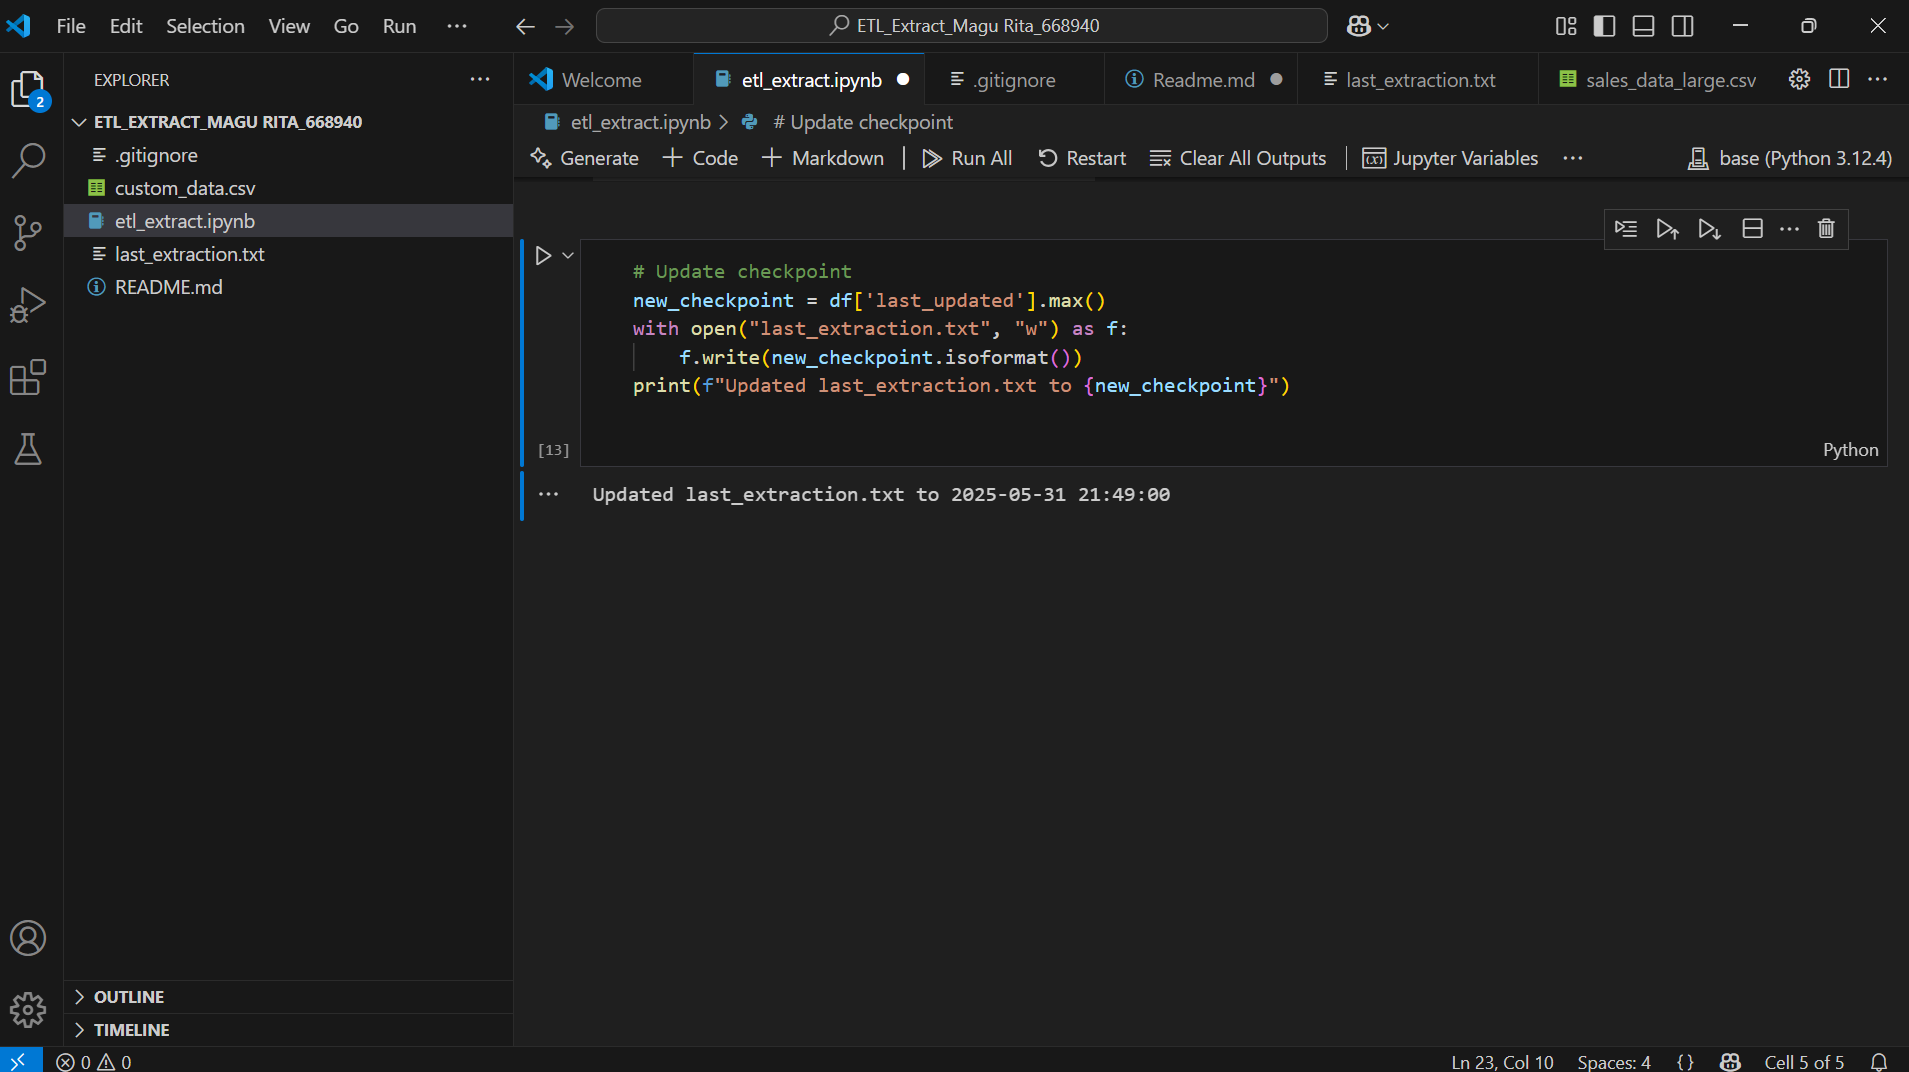 File Edit Selection View Go Run ···
ETL_Extract_Magu Rita_668940
EXPLORER
2
ETL_EXTRACT_MAGU RITA_668940
.gitignore
custom_data.csv
etl_extract.ipynb
last_extraction.txt
README.md
OUTLINE
TIMELINE
Welcome etl_extract.ipynb .gitignore Readme.md last_extraction.txt sales_data_large.csv
etl_extract.ipynb > # Update checkpoint
Generate + Code + Markdown | Run All Restart Clear All Outputs | Jupyter Variables ··· base (Python 3.12.4)
# Update checkpoint
new_checkpoint = df['last_updated'].max()
with open("last_extraction.txt", "w") as f:
    f.write(new_checkpoint.isoformat())
print(f"Updated last_extraction.txt to {new_checkpoint}")
[13]
Python
Updated last_extraction.txt to 2025-05-31 21:49:00
0 0
Ln 23, Col 10 Spaces: 4 {} Cell 5 of 5